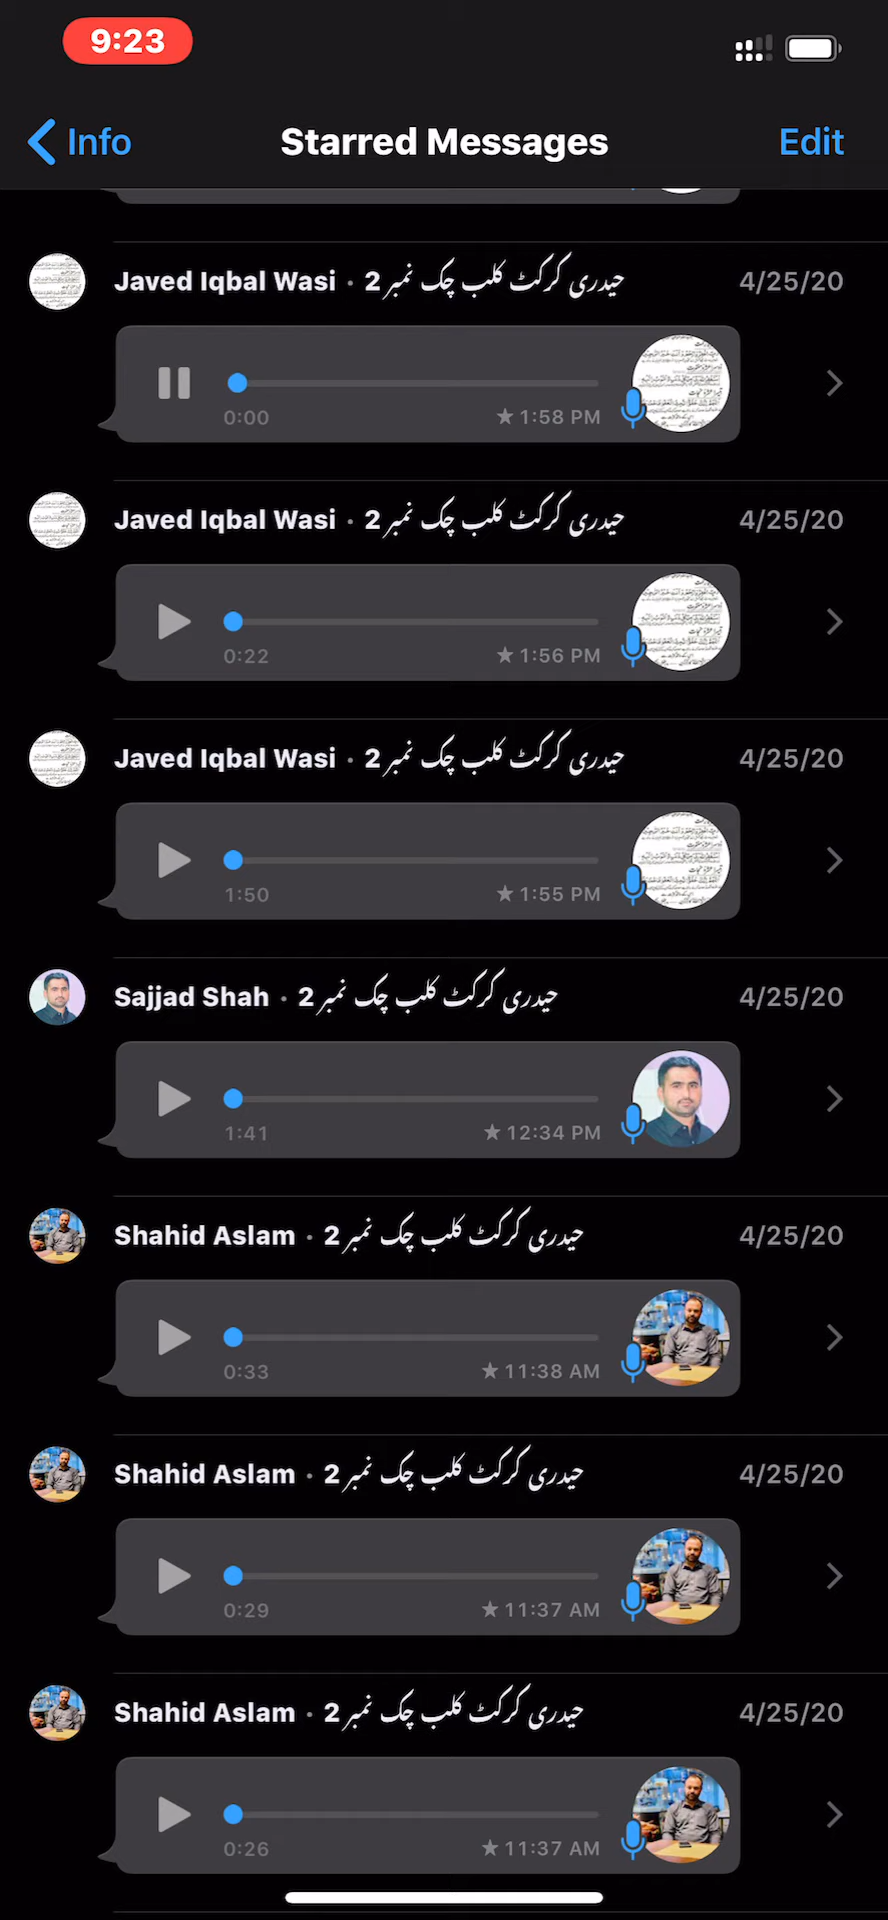 9:23
Info
Starred Messages
Edit
Javed Iqbal Wasi · حیدری کرکٹ کلب چک نمبر 2
4/25/20
0:00
★ 1:58 PM
Javed Iqbal Wasi · حیدری کرکٹ کلب چک نمبر 2
4/25/20
0:22
★ 1:56 PM
Javed Iqbal Wasi · حیدری کرکٹ کلب چک نمبر 2
4/25/20
1:50
★ 1:55 PM
Sajjad Shah · حیدری کرکٹ کلب چک نمبر 2
4/25/20
1:41
★ 12:34 PM
Shahid Aslam · حیدری کرکٹ کلب چک نمبر 2
4/25/20
0:33
★ 11:38 AM
Shahid Aslam · حیدری کرکٹ کلب چک نمبر 2
4/25/20
0:29
★ 11:37 AM
Shahid Aslam · حیدری کرکٹ کلب چک نمبر 2
4/25/20
0:26
★ 11:37 AM